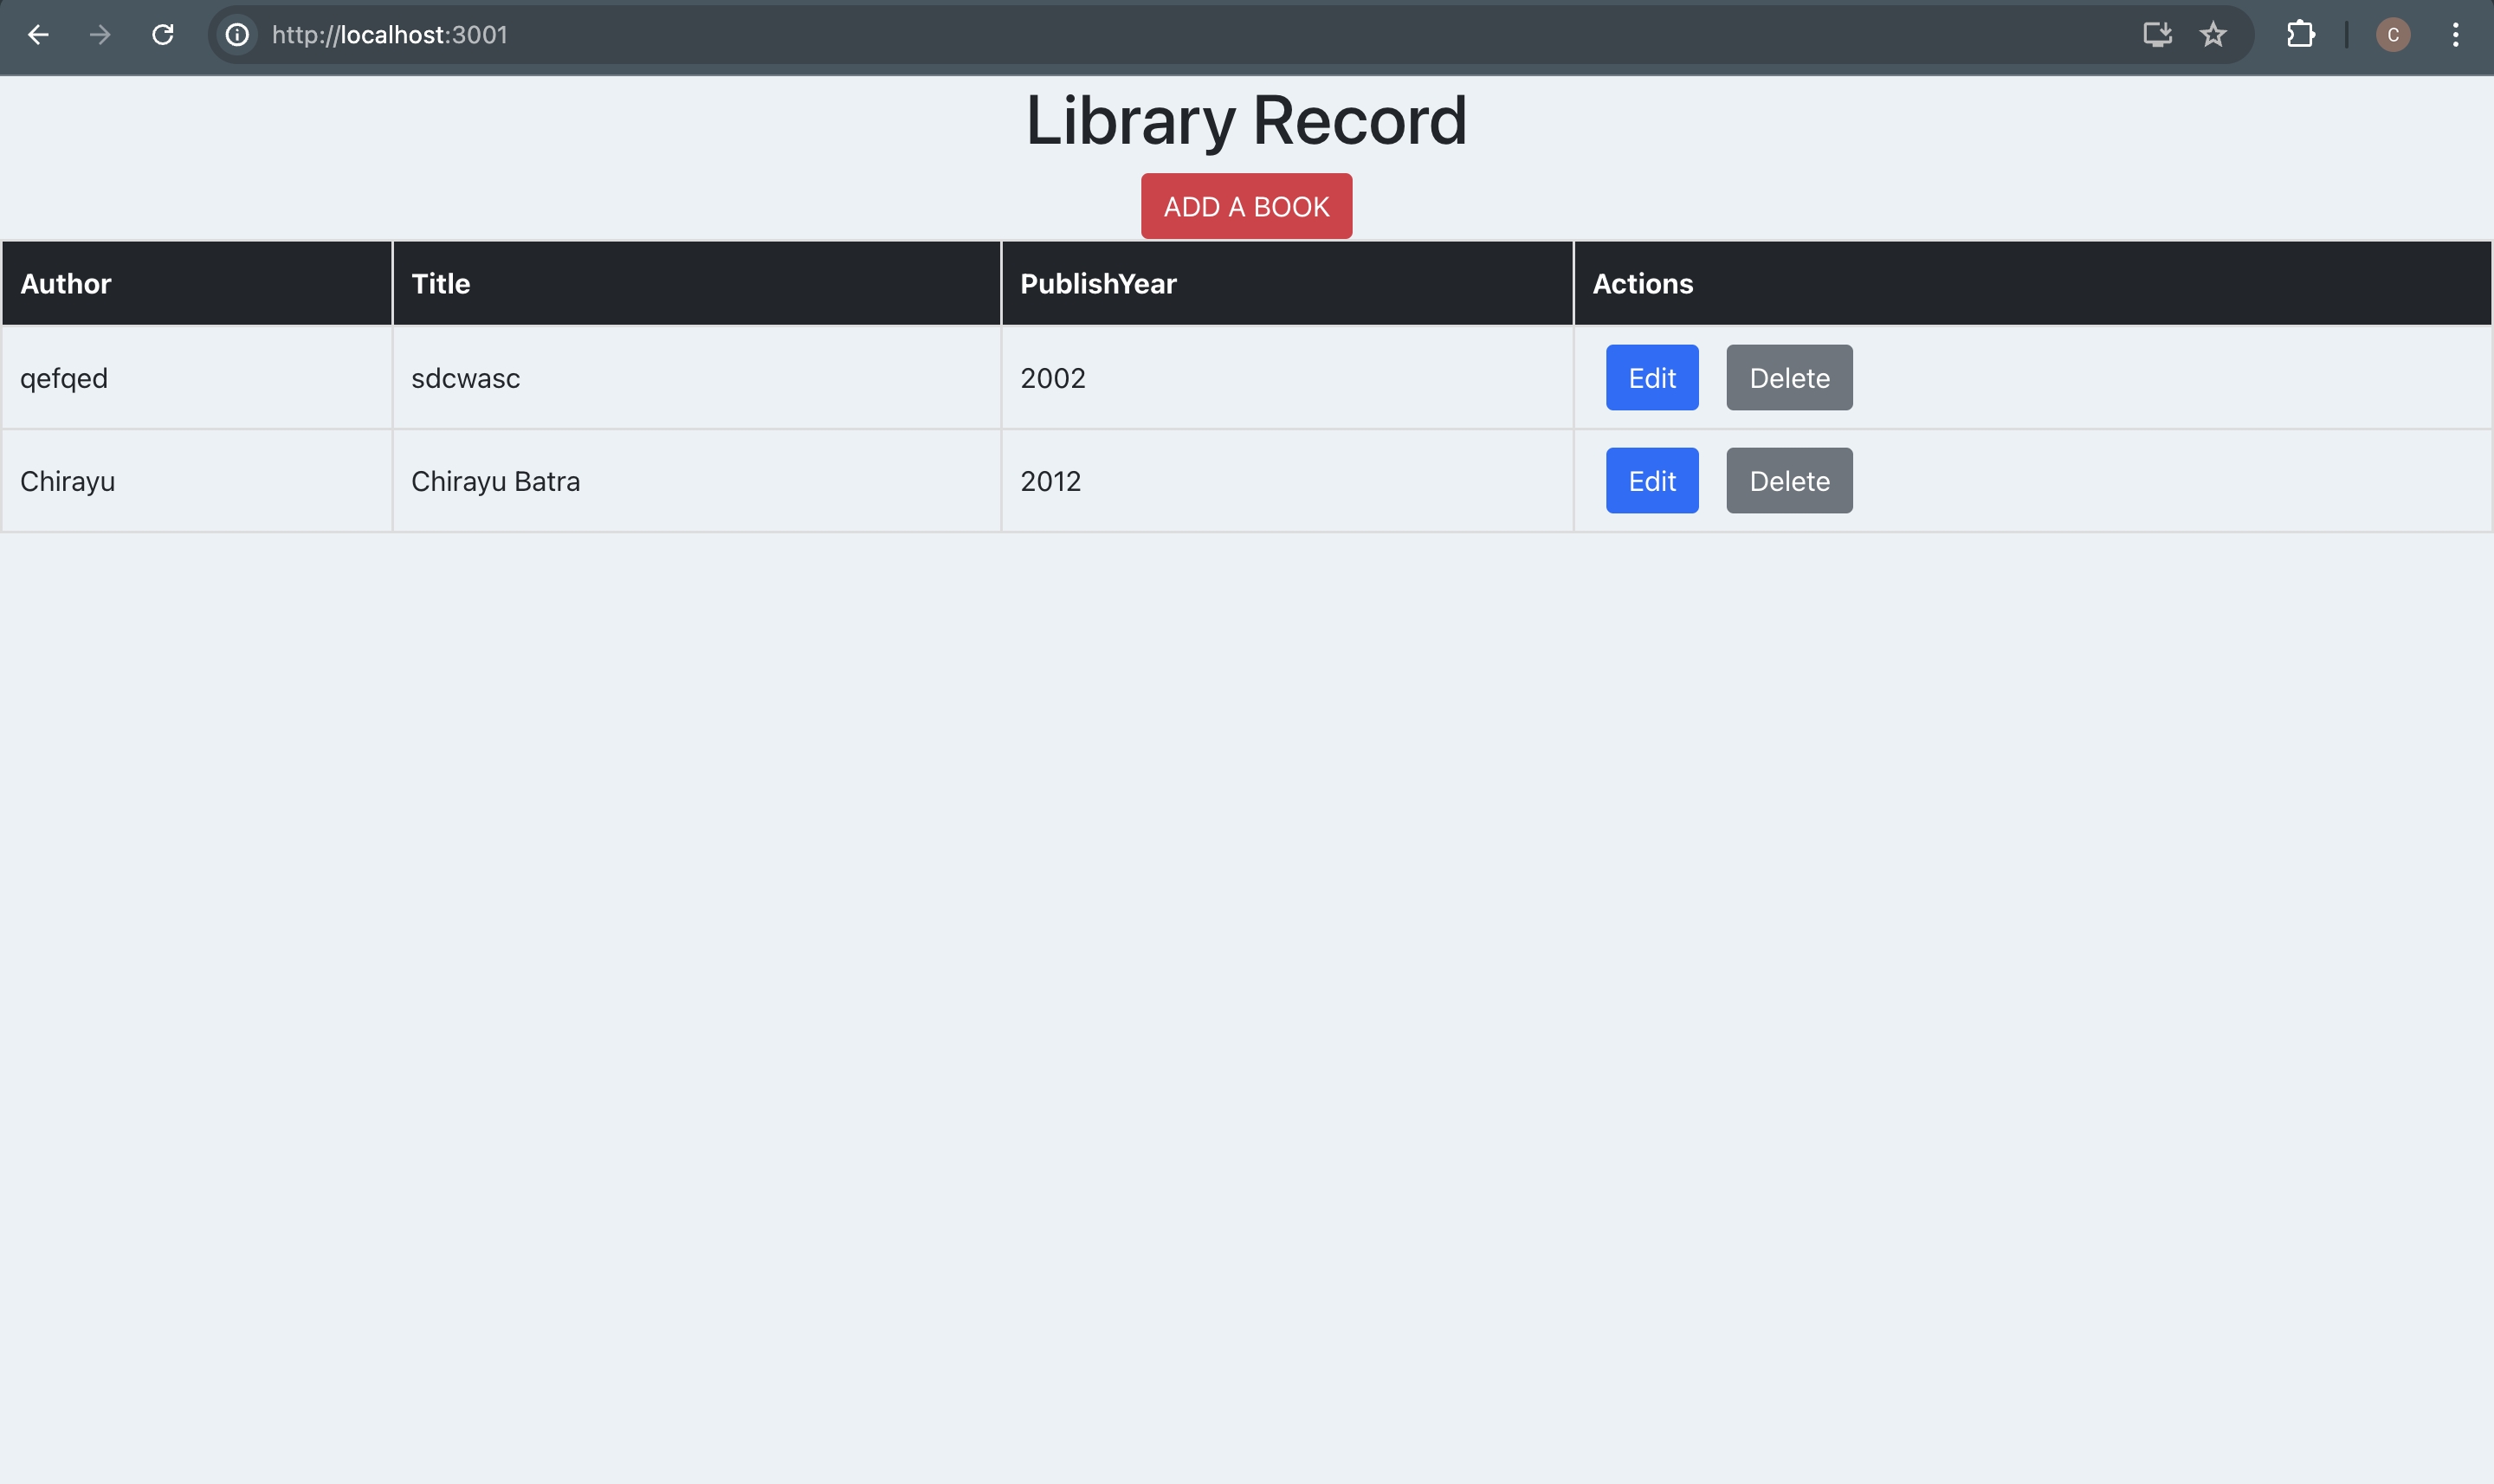 http://localhost:3001
C
Library Record
ADD A BOOK
Author Title PublishYear Actions
qefqed sdcwasc 2002 Edit Delete
Chirayu Chirayu Batra 2012 Edit Delete